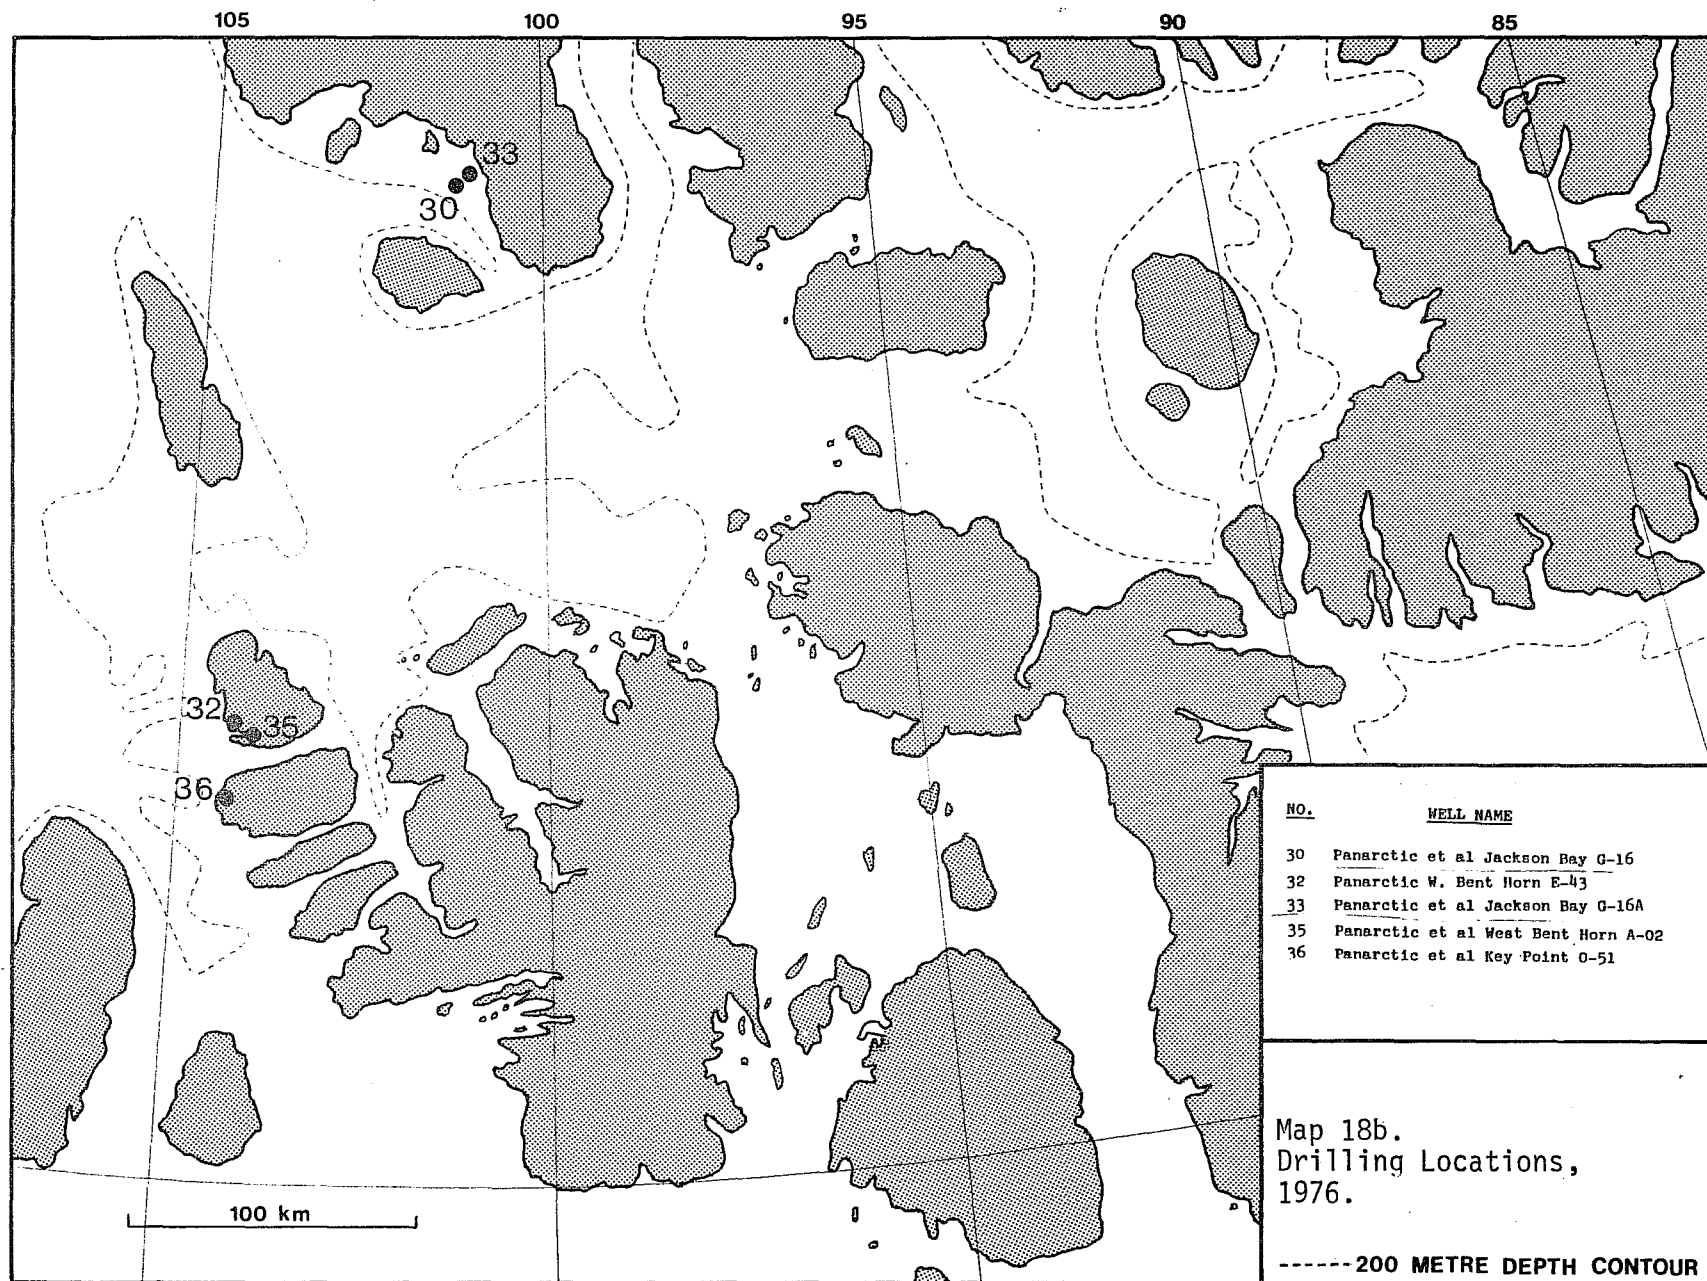 105 100 95 90 85
33
30
32
35
36
NO. WELL NAME
30 Panarctic et al Jackson Bay G-16
32 Panarctic W. Bent Horn E-43
33 Panarctic et al Jackson Bay G-16A
35 Panarctic et al West Bent Horn A-02
36 Panarctic et al Key Point O-51
Map 18b.
Drilling Locations,
1976.
100 km
200 METRE DEPTH CONTOUR